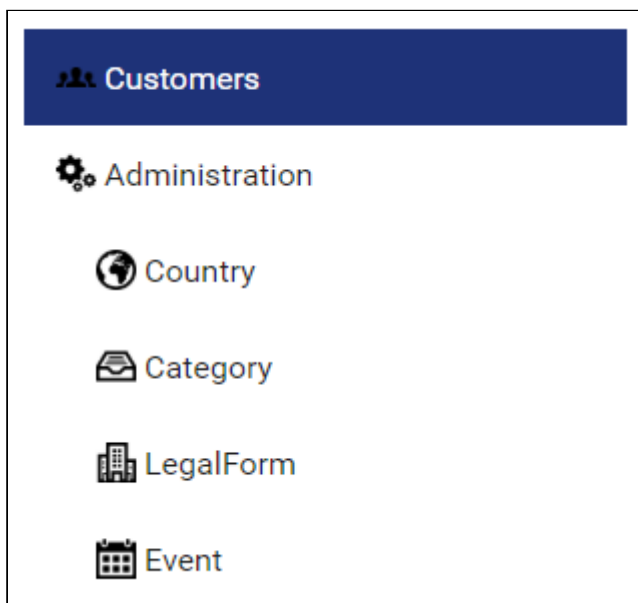 Customers
Administration
Country
Category
LegalForm
Event